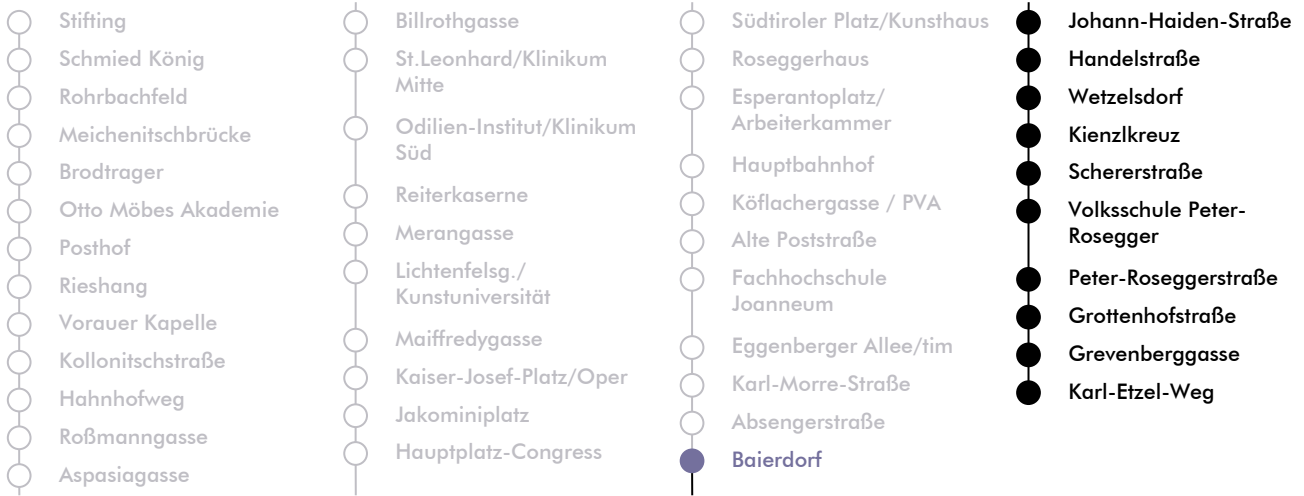 Stifting
Schmied König
Rohrbachfeld
Meichenitschbrücke
Brodtrager
Otto Möbes Akademie
Posthof
Rieshang
Vorauer Kapelle
Kollonitschstraße
Hahnhofweg
Roßmanngasse
Aspasiagasse
Billrothgasse
St.Leonhard/Klinikum
Mitte
Odilien-Institut/Klinikum
Süd
Reiterkaserne
Merangasse
Lichtenfelsg./
Kunstuniversität
Maiffredygasse
Kaiser-Josef-Platz/Oper
Jakominiplatz
Hauptplatz-Congress
Südtiroler Platz/Kunsthaus
Roseggerhaus
Esperantoplatz/
Arbeiterkammer
Hauptbahnhof
Köflachergasse / PVA
Alte Poststraße
Fachhochschule
Joanneum
Eggenberger Allee/tim
Karl-Morre-Straße
Absengerstraße
Baierdorf
Johann-Haiden-Straße
Handelstraße
Wetzelsdorf
Kienzlkreuz
Schererstraße
Volksschule Peter-
Rosegger
Peter-Roseggerstraße
Grottenhofstraße
Grevenberggasse
Karl-Etzel-Weg